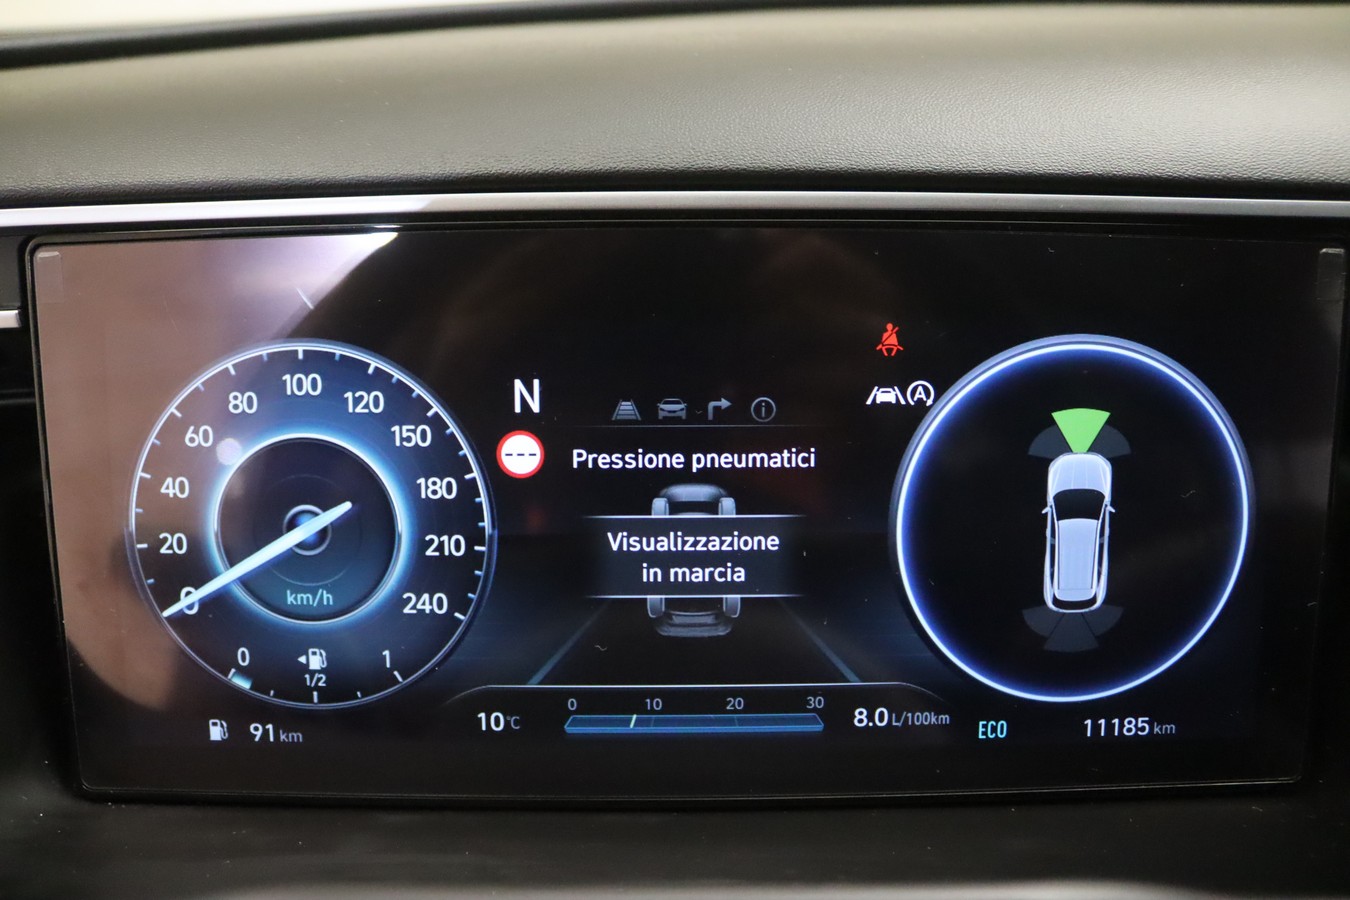 100
80
120
60
150
40
180
20
210
0
240
km/h
0
1/2
1
91 km
N
---
Pressione pneumatici
Visualizzazione
in marcia
10°C
0 10 20 30
8.0 L/100km
A
ECO
11185 km